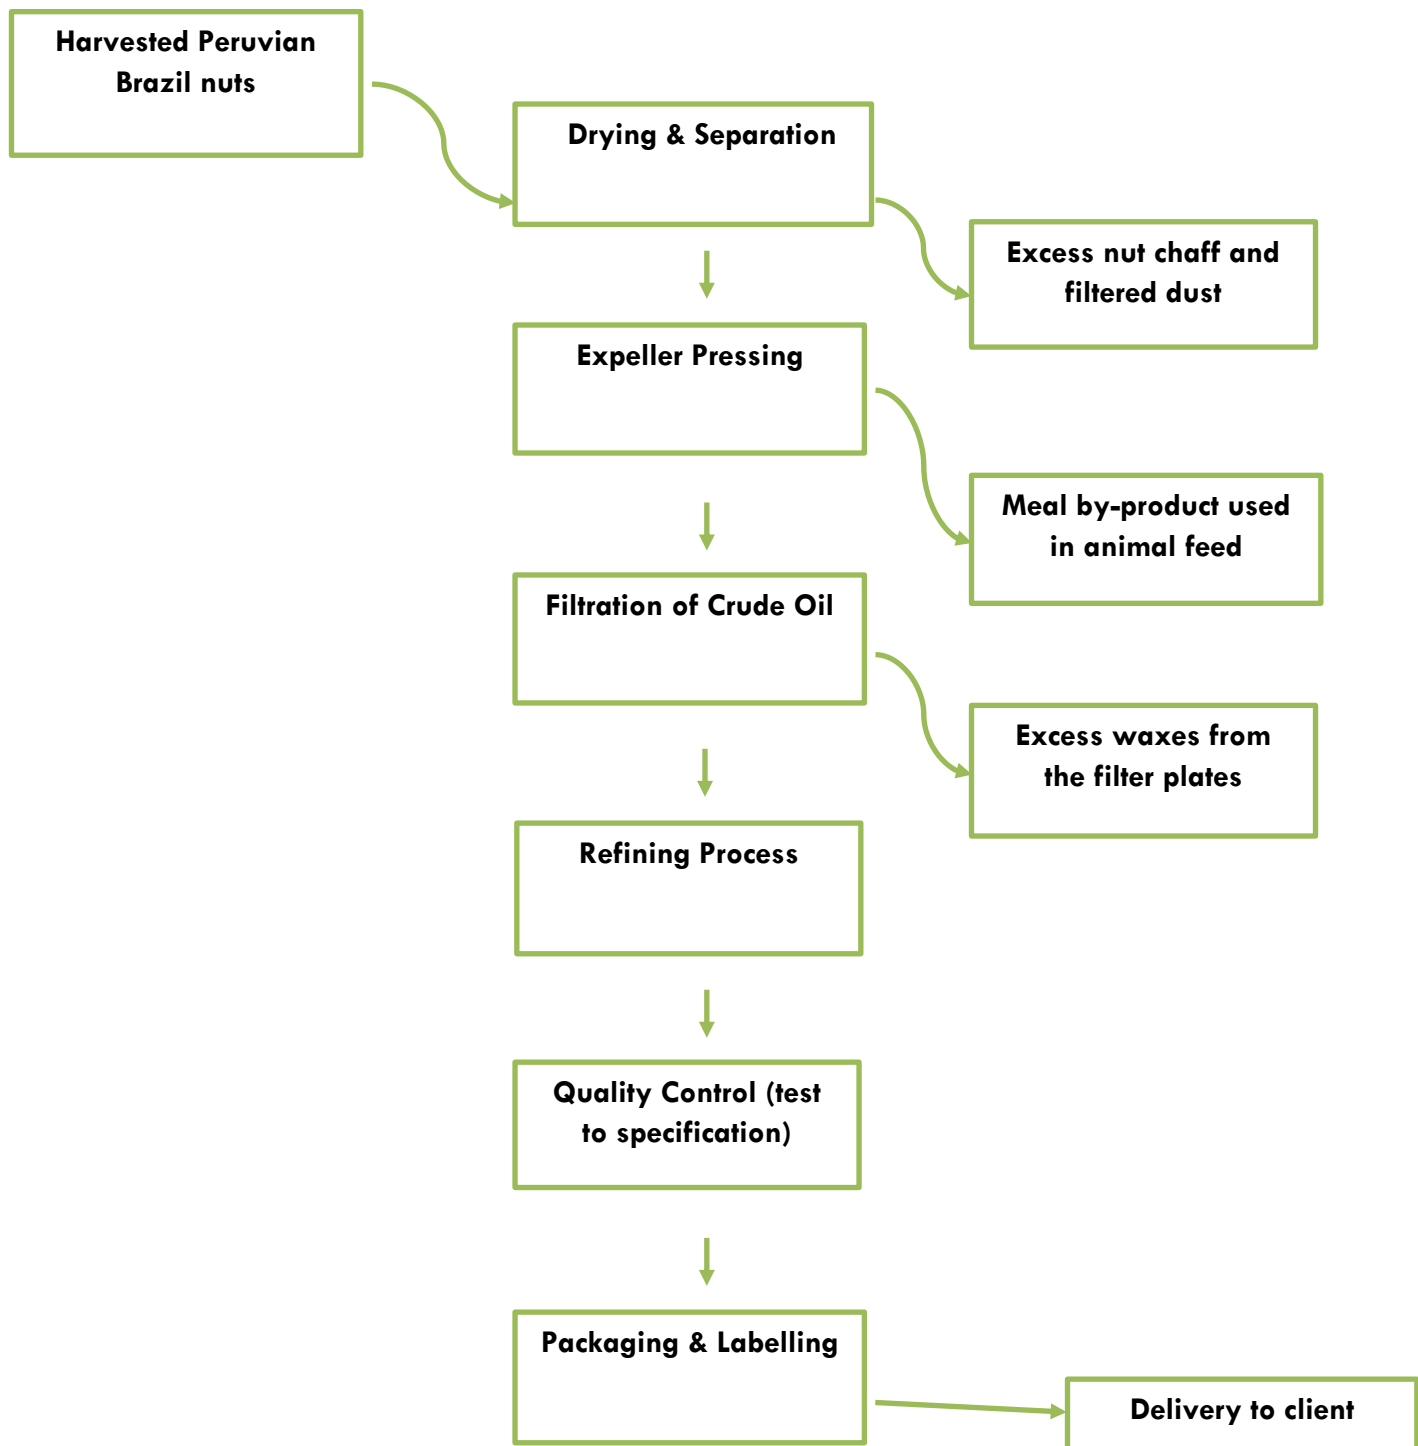 Harvested Peruvian
Brazil nuts
Drying & Separation
Excess nut chaff and
filtered dust
Expeller Pressing
Meal by-product used
in animal feed
Filtration of Crude Oil
Excess waxes from
the filter plates
Refining Process
Quality Control (test
to specification)
Packaging & Labelling
Delivery to client